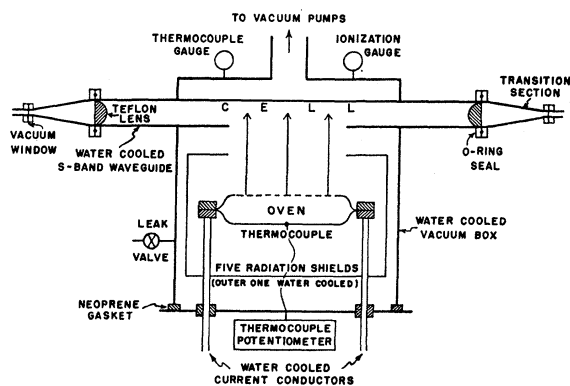 TO VACUUM PUMPS
THERMOCOUPLE
GAUGE
IONIZATION
GAUGE
TRANSITION
SECTION
C E L L
TEFLON
LENS
VACUUM
WINDOW
WATER COOLED
S-BAND WAVEGUIDE
O-RING
SEAL
OVEN
THERMOCOUPLE
LEAK
VALVE
WATER COOLED
VACUUM BOX
FIVE RADIATION SHIELDS
(OUTER ONE WATER COOLED)
NEOPRENE
GASKET
THERMOCOUPLE
POTENTIOMETER
WATER COOLED
CURRENT CONDUCTORS